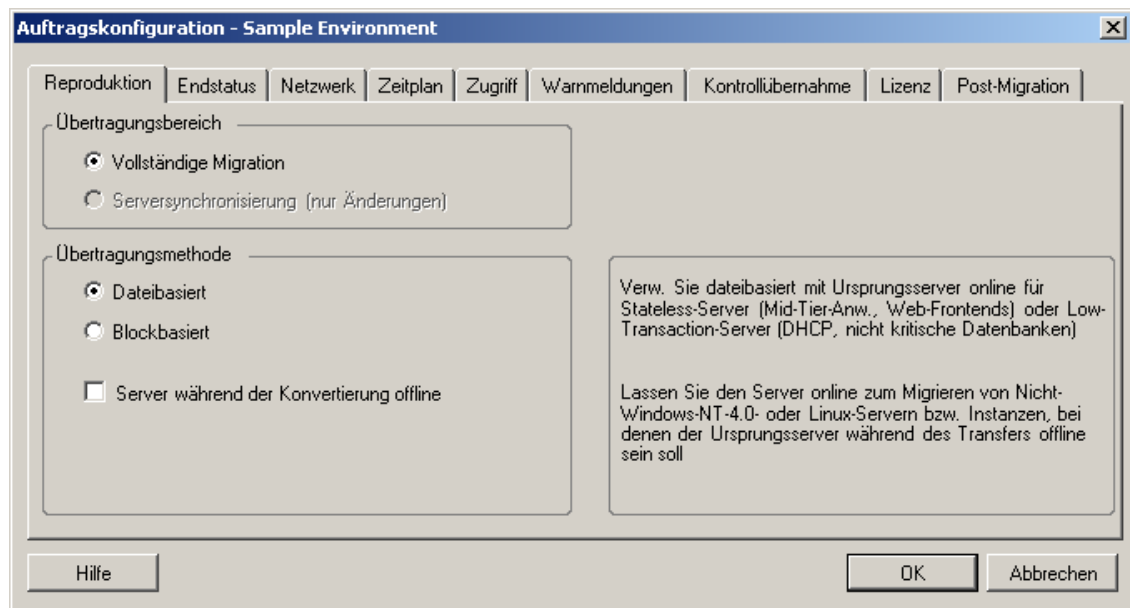 Auftragskonfiguration - Sample Environment
Reproduktion Endstatus Netzwerk Zeitplan Zugriff Warnmeldungen Kontrollübernahme Lizenz Post-Migration
Übertragungsbereich
Vollständige Migration
Serversynchronisierung (nur Änderungen)
Übertragungsmethode
Dateibasiert
Blockbasiert
Server während der Konvertierung offline
Verw. Sie dateibasiert mit Ursprungsserver online für
Stateless-Server (Mid-Tier-Anw., Web-Frontends) oder Low-
Transaction-Server (DHCP, nicht kritische Datenbanken)
Lassen Sie den Server online zum Migrieren von Nicht-
Windows-NT-4.0- oder Linux-Servern bzw. Instanzen, bei
denen der Ursprungsserver während des Transfers offline
sein soll
Hilfe
OK
Abbrechen